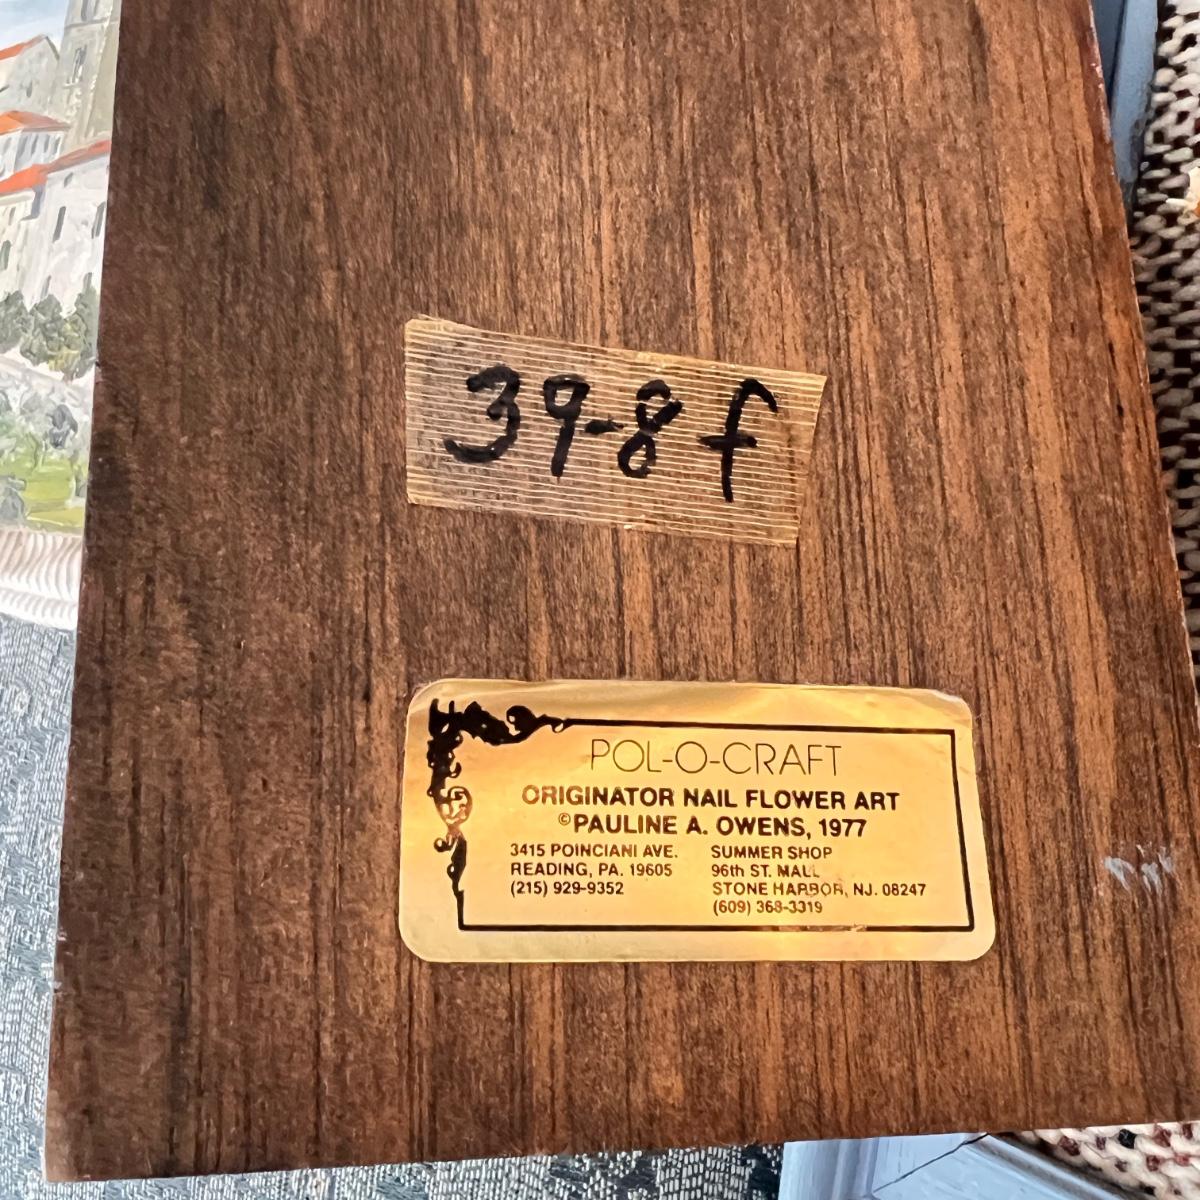 39-8f
POL-O-CRAFT
ORIGINATOR NAIL FLOWER ART
©PAULINE A. OWENS, 1977
3415 POINCIANI AVE.
READING, PA. 19605
(215) 929-9352
SUMMER SHOP
96th ST. MALL
STONE HARBOR, NJ. 08247
(609) 368-3319